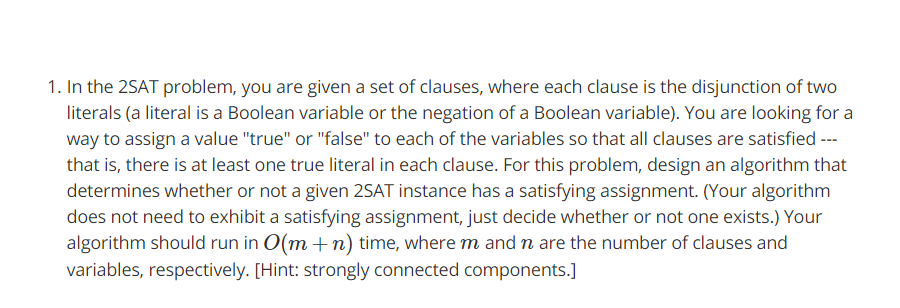 1. In the 2SAT problem, you are given a set of clauses, where each clause is the disjunction of two
literals (a literal is a Boolean variable or the negation of a Boolean variable). You are looking for a
way to assign a value "true" or "false" to each of the variables so that all clauses are satisfied ---
that is, there is at least one true literal in each clause. For this problem, design an algorithm that
determines whether or not a given 2SAT instance has a satisfying assignment. (Your algorithm
does not need to exhibit a satisfying assignment, just decide whether or not one exists.) Your
algorithm should run in O(m + n) time, where m and n are the number of clauses and
variables, respectively. [Hint: strongly connected components.]